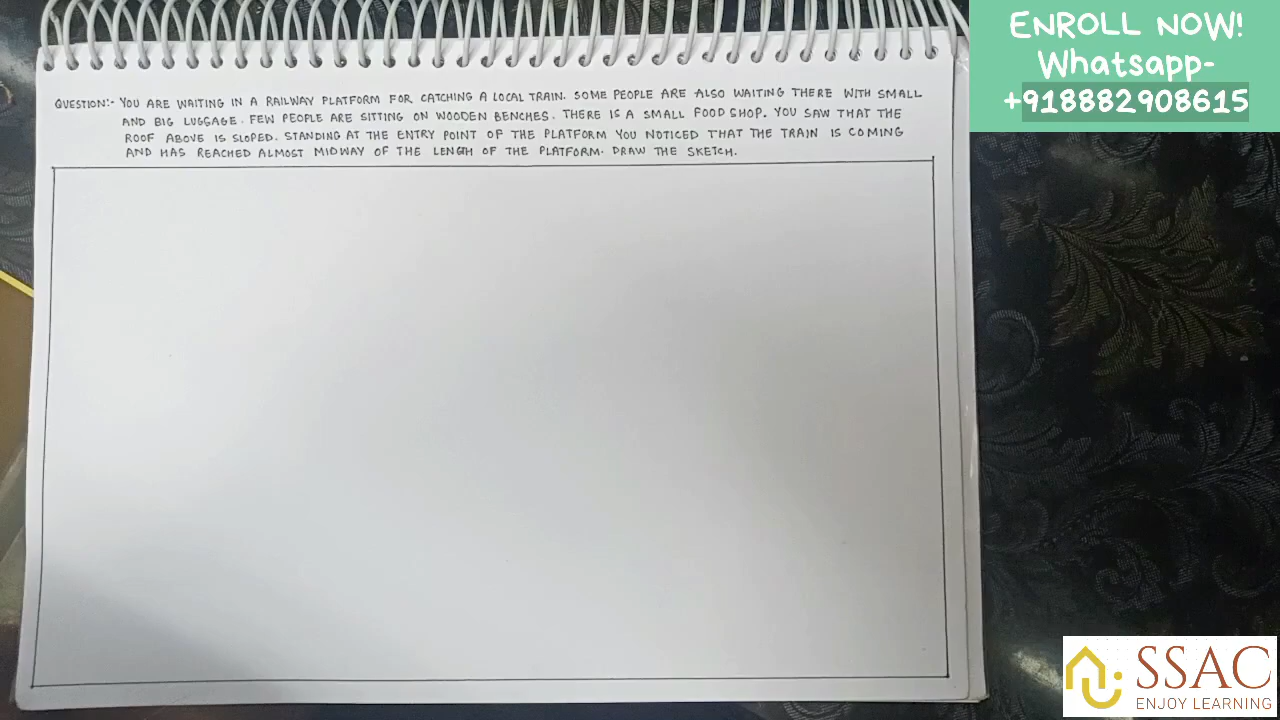 QUESTION:- YOU ARE WAITING IN A RAILWAY PLATFORM FOR CATCHING A LOCAL TRAIN. SOME PEOPLE ARE ALSO WAITING THERE WITH SMALL
AND BIG LUGGAGE. FEW PEOPLE ARE SITTING ON WOODEN BENCHES. THERE IS A SMALL FOOD SHOP. YOU SAW THAT THE
ROOF ABOVE IS SLOPED. STANDING AT THE ENTRY POINT OF THE PLATFORM YOU NOTICED THAT THE TRAIN IS COMING
AND HAS REACHED ALMOST MIDWAY OF THE LENGTH OF THE PLATFORM. DRAW THE SKETCH.
ENROLL NOW!
Whatsapp-
+918882908615
SSAC
ENJOY LEARNING